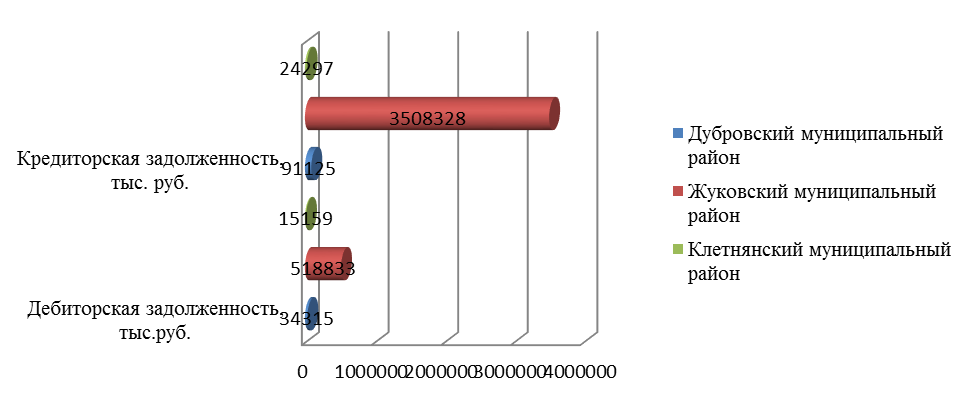 24297
3508328
Кредиторская задолженность,
тыс. руб.
91125
15159
518833
Дебиторская задолженность,
тыс.руб.
34315
0 1000000 2000000 3000000 4000000
Дубровский муниципальный
район
Жуковский муниципальный
район
Клетнянский муниципальный
район